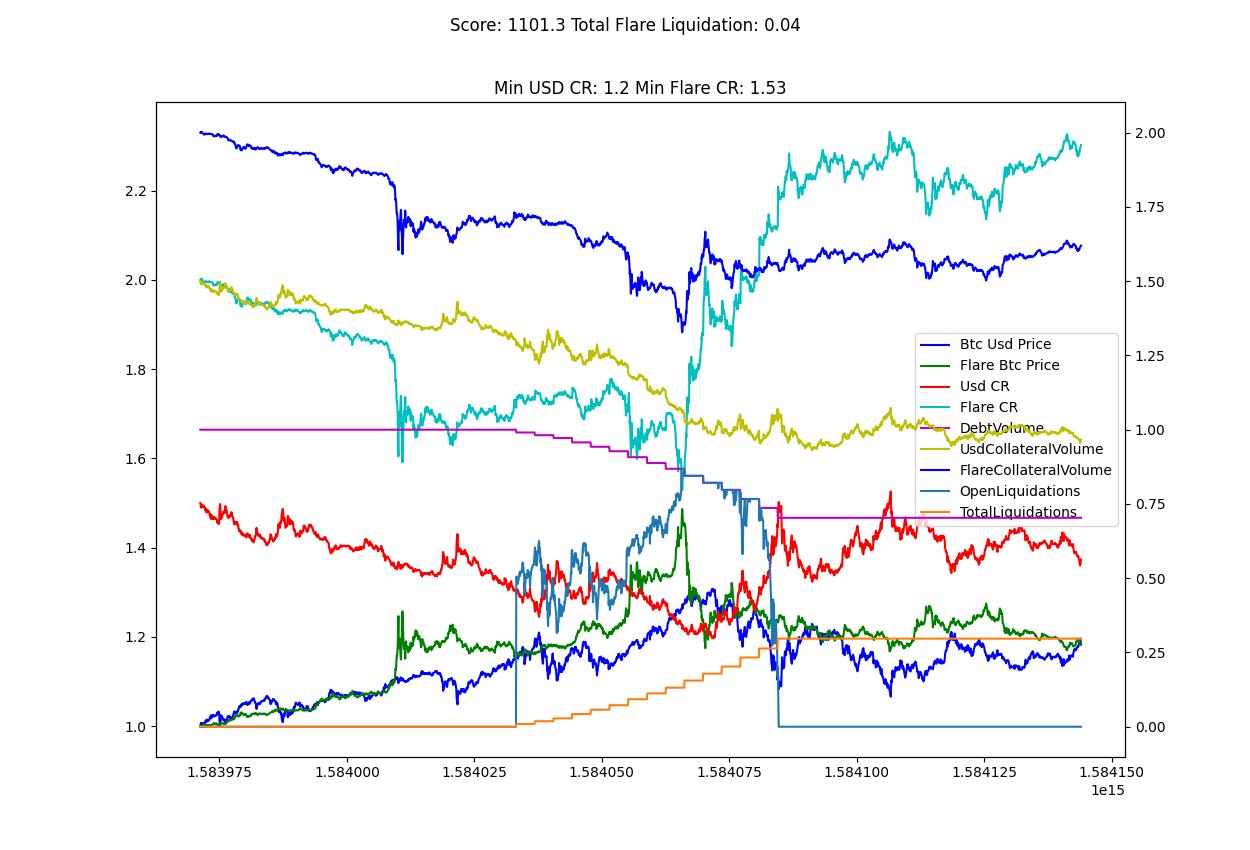 Score: 1101.3 Total Flare Liquidation: 0.04
Min USD CR: 1.2 Min Flare CR: 1.53
2.2
2.0
1.8
1.6
1.4
1.2
1.0
2.00
1.75
1.50
1.25
1.00
0.75
0.50
0.25
0.00
Btc Usd Price
Flare Btc Price
Usd CR
Flare CR
DebtVolume
UsdCollateralVolume
FlareCollateralVolume
OpenLiquidations
TotalLiquidations
1.583975 1.584000 1.584025 1.584050 1.584075 1.584100 1.584125 1.584150
1e15